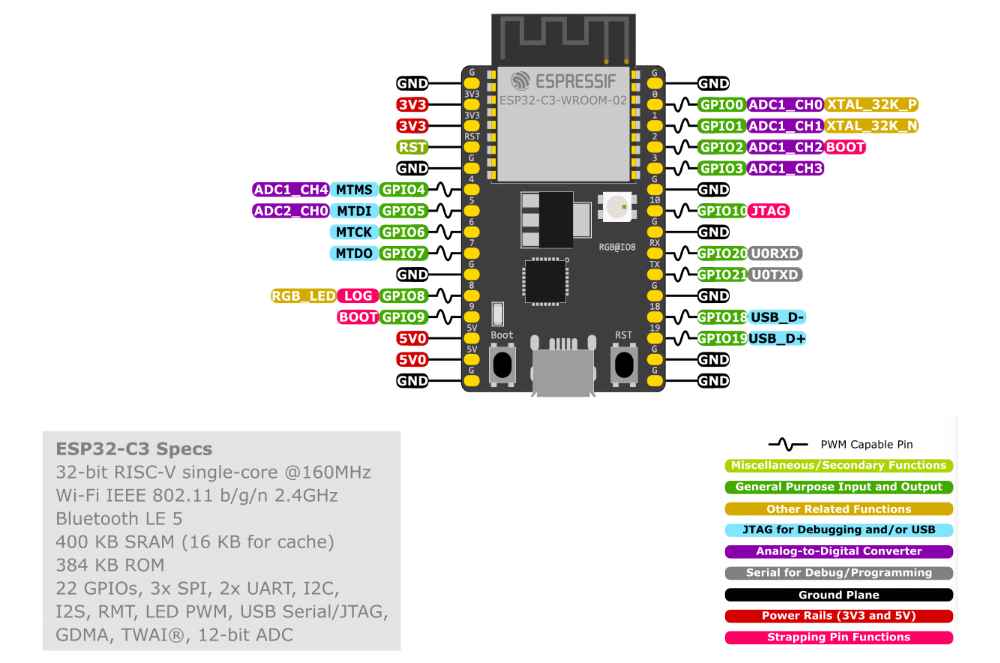 ESPRESSIF
ESP32-C3-WROOM-02
GND G G GND
3V3 3V3 0 GPIO0 ADC1_CH0 XTAL_32K_P
3V3 3V3 1 GPIO1 ADC1_CH1 XTAL_32K_N
RST RST 2 GPIO2 ADC1_CH2 BOOT
GND G 3 GPIO3 ADC1_CH3
ADC1_CH4 MTMS GPIO4 4 G GND
ADC2_CH0 MTDI GPIO5 5 10 GPIO10 JTAG
MTCK GPIO6 6 G GND
MTDO GPIO7 7 RX GPIO20 U0RXD
RGB@IO8
GND G TX GPIO21 U0TXD
RGB_LED LOG GPIO8 8 G GND
BOOT GPIO9 9 18 GPIO18 USB_D-
5V0 5V 19 GPIO19 USB_D+
Boot RST
5V0 5V G GND
GND G G GND
ESP32-C3 Specs
32-bit RISC-V single-core @160MHz
Wi-Fi IEEE 802.11 b/g/n 2.4GHz
Bluetooth LE 5
400 KB SRAM (16 KB for cache)
384 KB ROM
22 GPIOs, 3x SPI, 2x UART, I2C,
I2S, RMT, LED PWM, USB Serial/JTAG,
GDMA, TWAI®, 12-bit ADC
PWM Capable Pin
Miscellaneous/Secondary Functions
General Purpose Input and Output
Other Related Functions
JTAG for Debugging and/or USB
Analog-to-Digital Converter
Serial for Debug/Programming
Ground Plane
Power Rails (3V3 and 5V)
Strapping Pin Functions